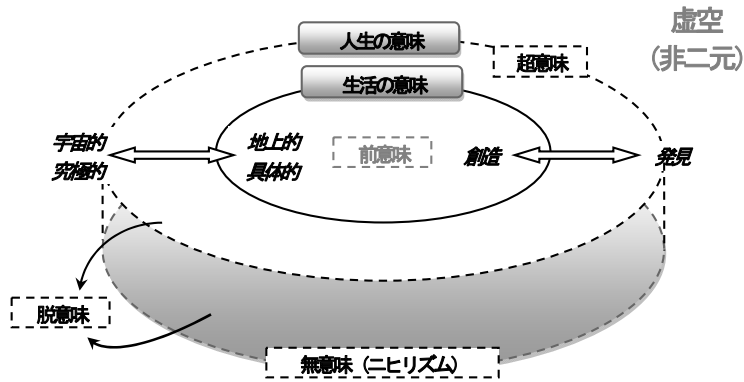 虚空
(非二元)
人生の意味
超意味
生活の意味
宇宙的
究極的
地上的
具体的
前意味
創造
発見
脱意味
無意味(ニヒリズム)